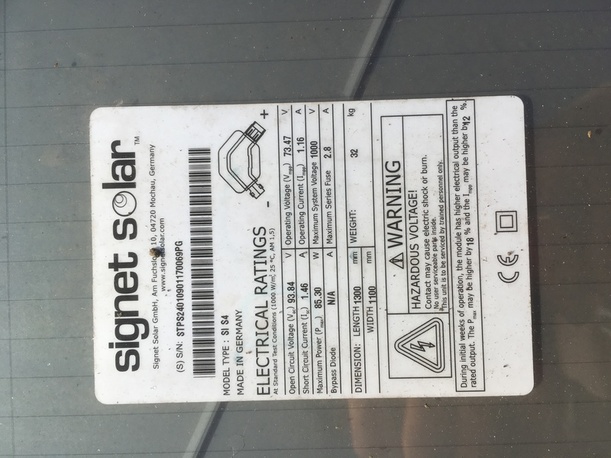 signet solar™
Signet Solar GmbH, Am Fuchsloch 10, 04720 Mochau, Germany
www.signetsolar.com
(S) S/N: STPS24010901170069PG
MODEL TYPE : SI S4
MADE IN GERMANY
- +
ELECTRICAL RATINGS
At Standard Test Conditions (1000 W/m², 25 °C, AM 1,5)
Open Circuit Voltage (Voc) 93.84 V Operating Voltage (Vmpp) 73.47 V
Short Circuit Current (Isc) 1.46 A Operating Current (Impp) 1.16 A
Maximum Power (Pmax) 85.30 W Maximum System Voltage 1000 V
Bypass Diode N/A A Maximum Series Fuse 2.8 A
DIMENSION: LENGTH 1300 mm WEIGHT: 32 kg
WIDTH 1100 mm
⚠ WARNING
HAZARDOUS VOLTAGE!
Contact may cause electric shock or burn.
No user serviceable parts inside.
This unit is to be serviced by trained personnel only.
During initial weeks of operation, the module has higher electrical output than the
rated output. The Pmax may be higher by 18 % and the Impp may be higher by 12 %.
CE